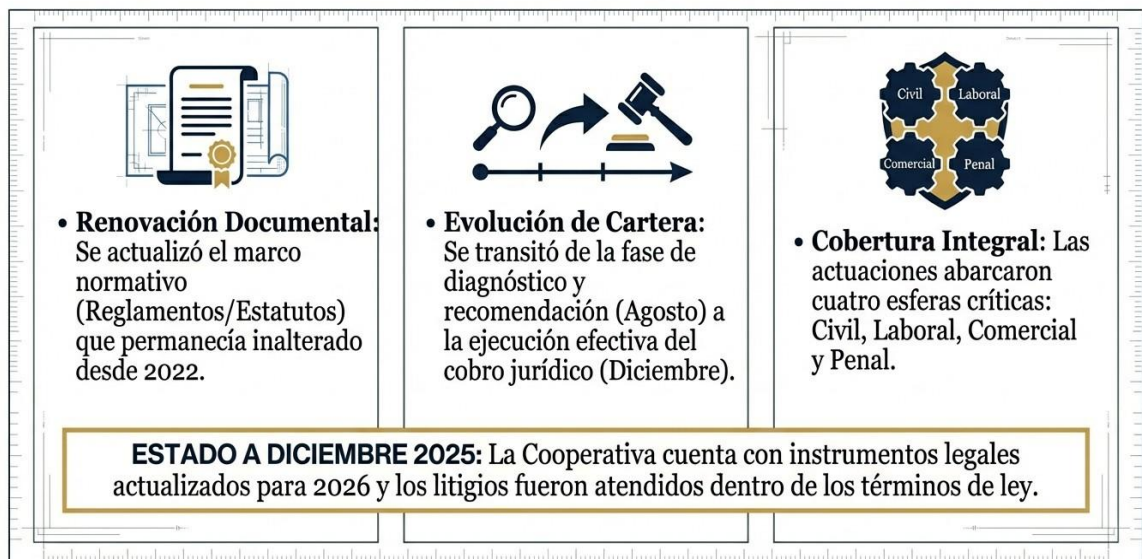 • Renovación Documental:
Se actualizó el marco
normativo
(Reglamentos/Estatutos)
que permanecía inalterado
desde 2022.
• Evolución de Cartera:
Se transitó de la fase de
diagnóstico y
recomendación (Agosto) a
la ejecución efectiva del
cobro jurídico (Diciembre).
Civil
Laboral
Comercial
Penal
• Cobertura Integral: Las
actuaciones abarcaron
cuatro esferas críticas:
Civil, Laboral, Comercial
y Penal.
ESTADO A DICIEMBRE 2025: La Cooperativa cuenta con instrumentos legales
actualizados para 2026 y los litigios fueron atendidos dentro de los términos de ley.